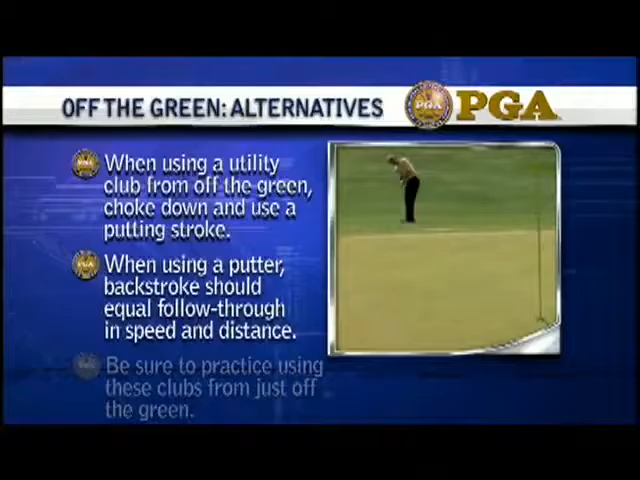 OFF THE GREEN: ALTERNATIVES
PGA
PGA
When using a utility
club from off the green,
choke down and use a
putting stroke.
When using a putter,
backstroke should
equal follow-through
in speed and distance.
Be sure to practice using
these clubs from just off
the green.